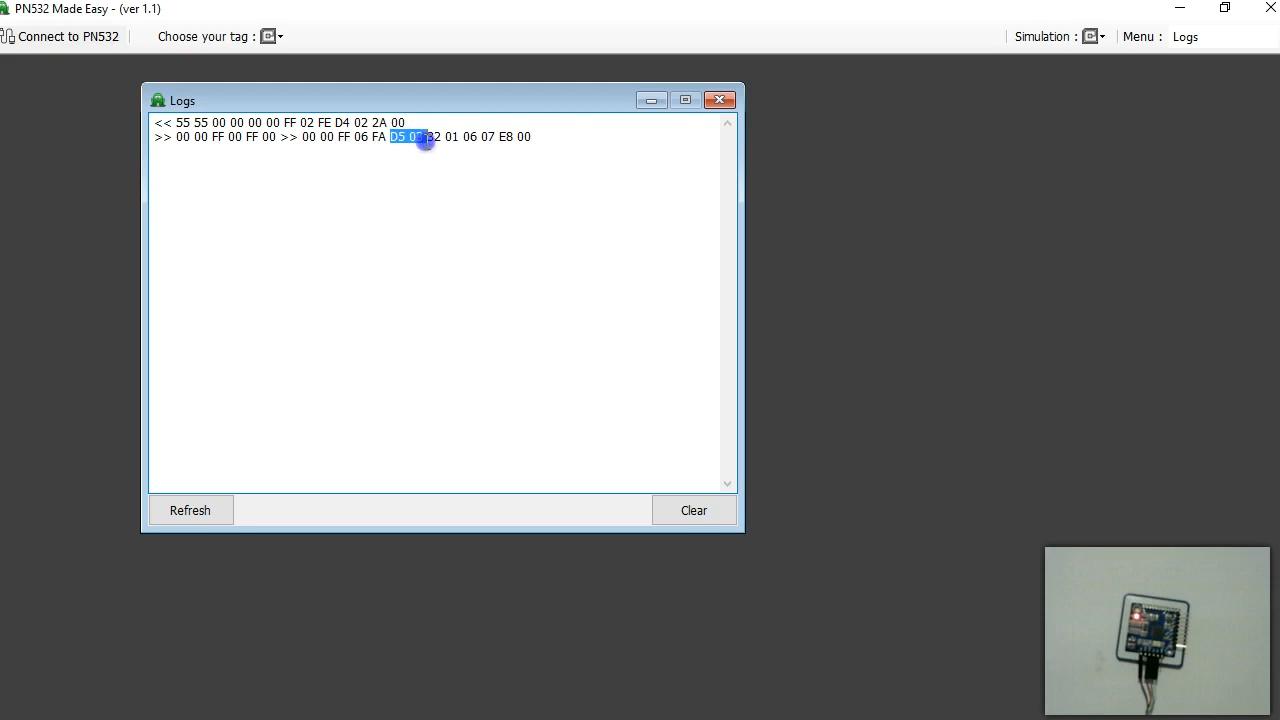 PN532 Made Easy - (ver 1.1)
Connect to PN532 Choose your tag : Simulation : Menu : Logs
Logs
<< 55 55 00 00 00 00 FF 02 FE D4 02 2A 00
>> 00 00 FF 00 FF 00 >> 00 00 FF 06 FA D5 03 32 01 06 07 E8 00
Refresh Clear